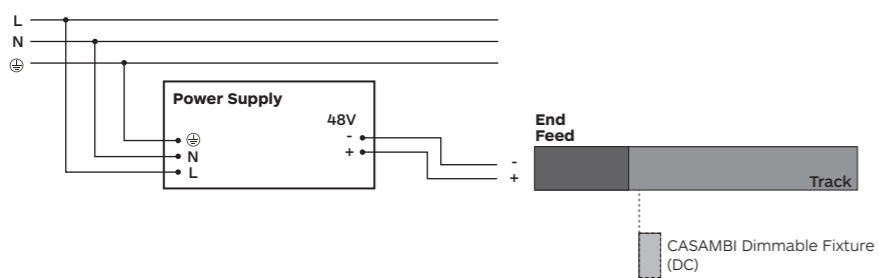 L
N
Power Supply
48V
-
+
N
L
-
+
End
Feed
Track
CASAMBI Dimmable Fixture
(DC)